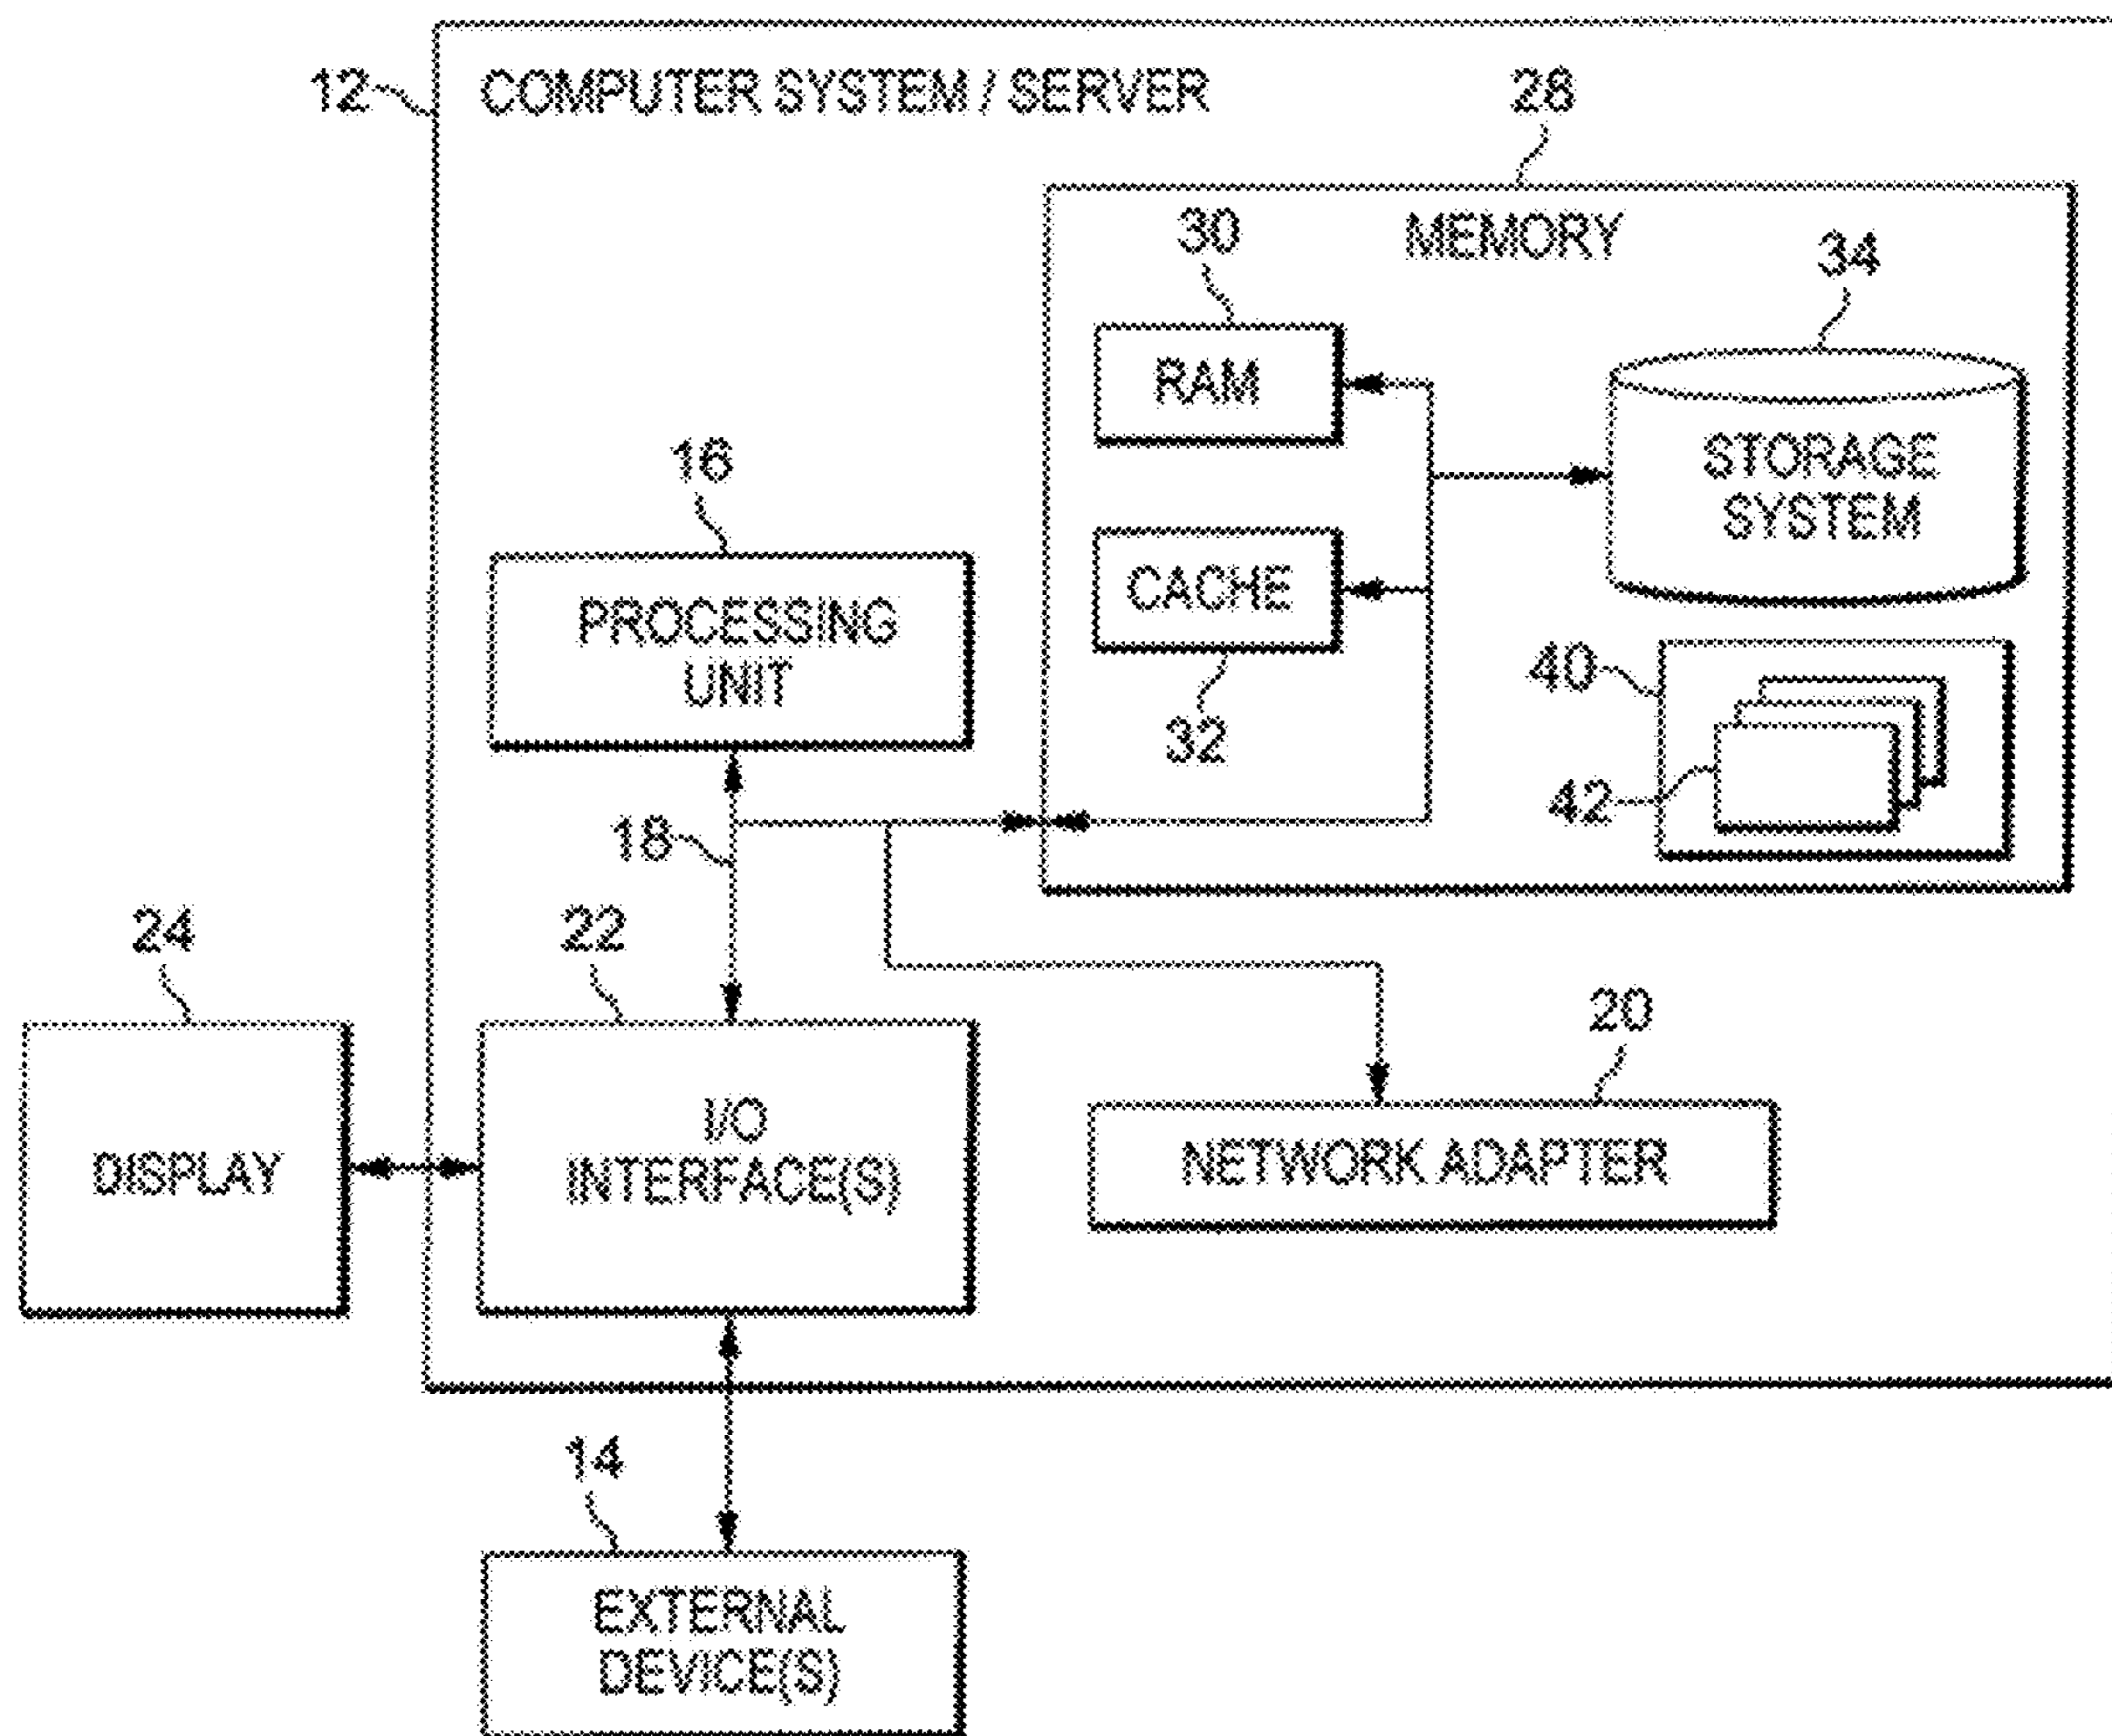 12
COMPUTER SYSTEM / SERVER
28
MEMORY
30
34
RAM
STORAGE
SYSTEM
16
PROCESSING
UNIT
CACHE
32
40
42
18
24
22
20
DISPLAY
I/O
INTERFACE(S)
NETWORK ADAPTER
14
EXTERNAL
DEVICE(S)